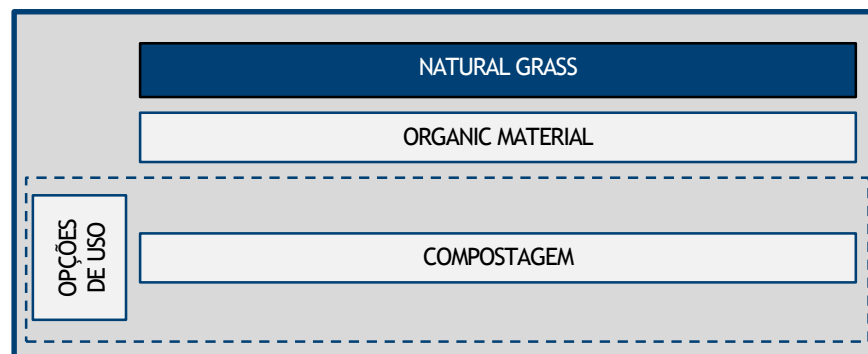 NATURAL GRASS
ORGANIC MATERIAL
OPÇÕES
DE USO
COMPOSTAGEM